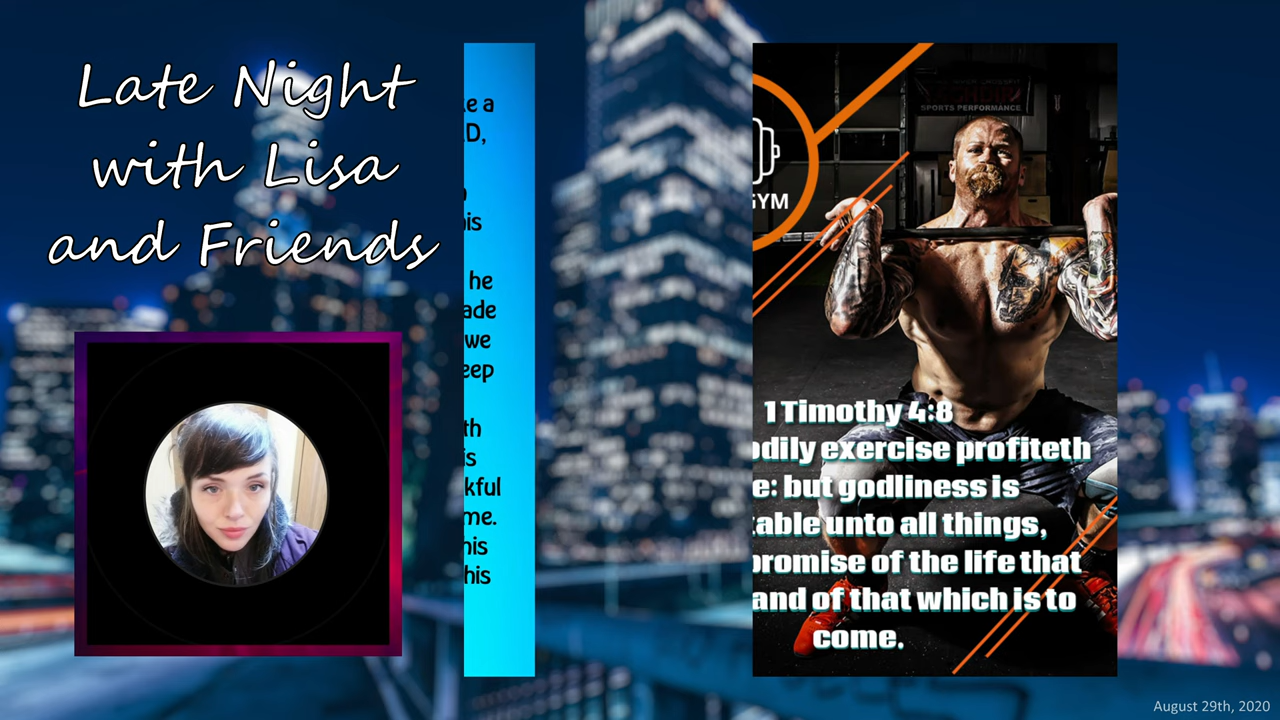 Late Night
with Lisa
and Friends
e a
D,
is
he
ade
we
eep
th
is
kful
me.
his
his
SPORTS PERFORMANCE
GYM
1 Timothy 4:8
odily exercise profiteth
e: but godliness is
table unto all things,
promise of the life that
and of that which is to
come.
August 29th, 2020